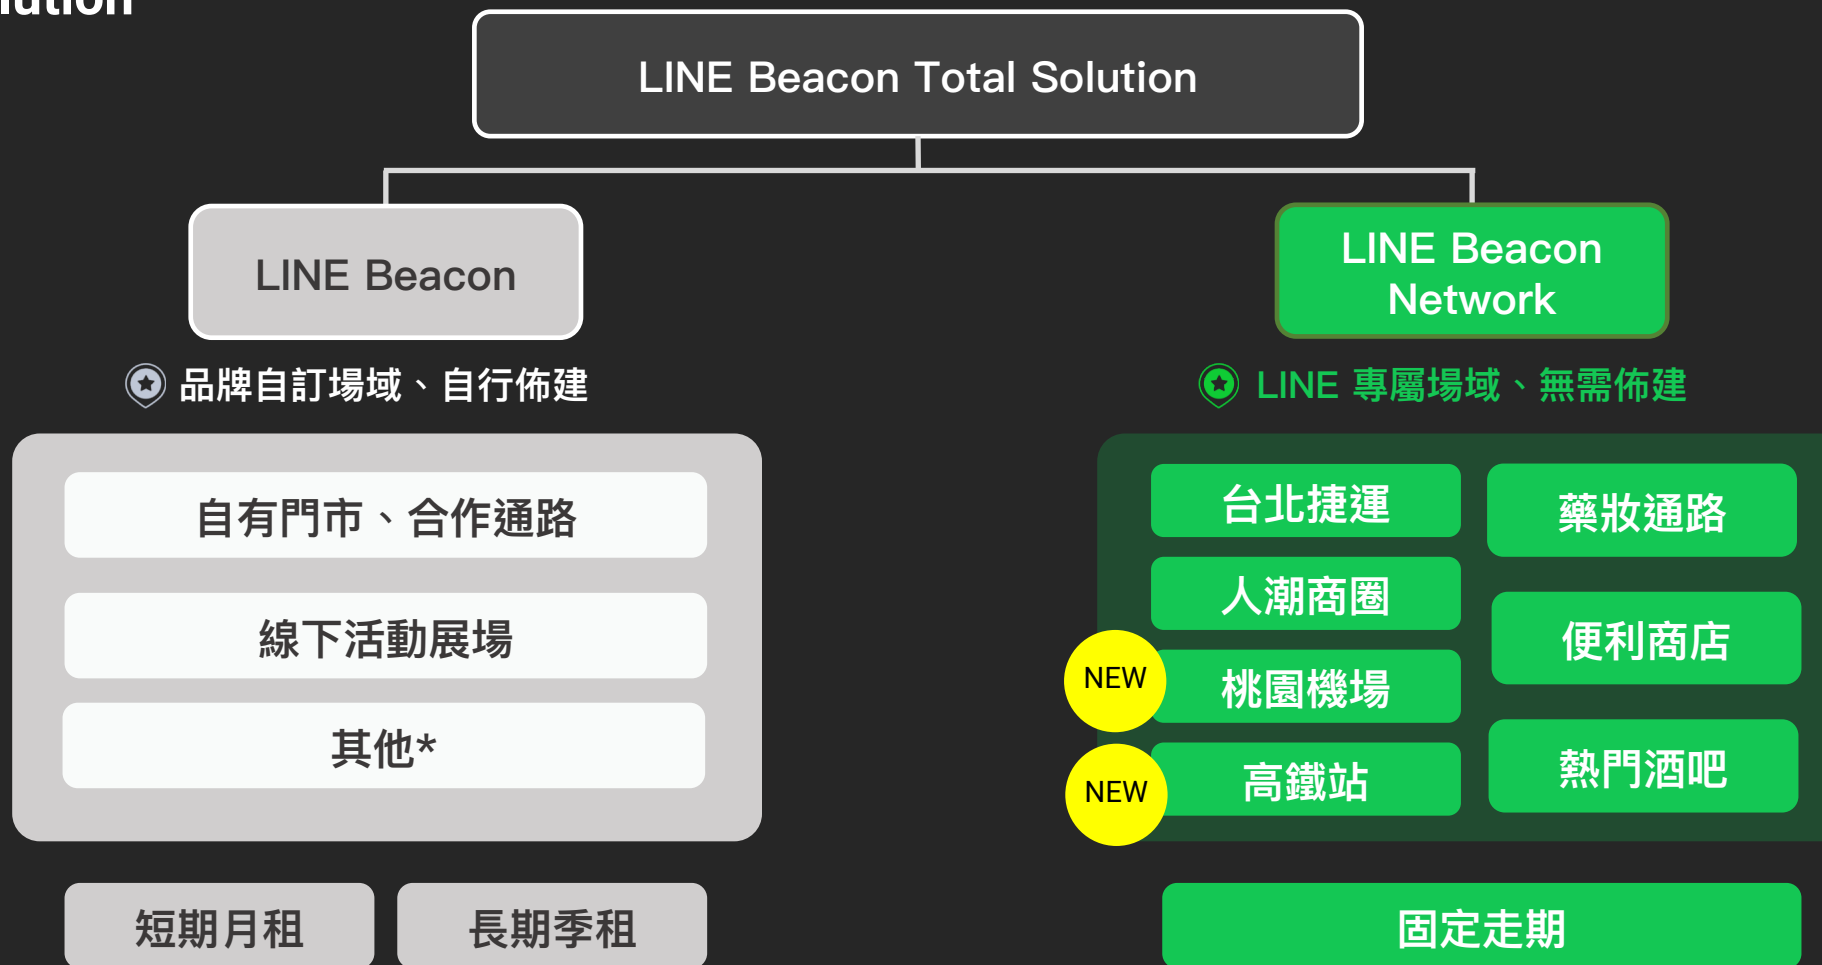 LINE Beacon Total Solution
LINE Beacon
品牌自訂場域、自行佈建
自有門市、合作通路
線下活動展場
其他*
短期月租
長期季租
LINE Beacon
Network
LINE 專屬場域、無需佈建
台北捷運
人潮商圈
NEW
桃園機場
NEW
高鐵站
藥妝通路
便利商店
熱門酒吧
固定走期